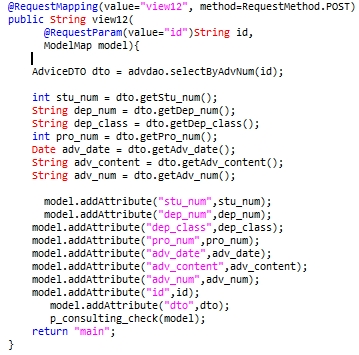 @RequestMapping(value="view12", method=RequestMethod.POST)
public String view12(
@RequestParam(value="id")String id,
ModelMap model){
AdviceDTO dto = advdao.selectByAdvNum(id);
int stu_num = dto.getStu_num();
String dep_num = dto.getDep_num();
String dep_class = dto.getDep_class();
int pro_num = dto.getPro_num();
Date adv_date = dto.getAdv_date();
String adv_content = dto.getAdv_content();
String adv_num = dto.getAdv_num();
model.addAttribute("stu_num",stu_num);
model.addAttribute("dep_num",dep_num);
model.addAttribute("dep_class",dep_class);
model.addAttribute("pro_num",pro_num);
model.addAttribute("adv_date",adv_date);
model.addAttribute("adv_content",adv_content);
model.addAttribute("adv_num",adv_num);
model.addAttribute("id",id);
model.addAttribute("dto",dto);
p_consulting_check(model);
return "main";
}